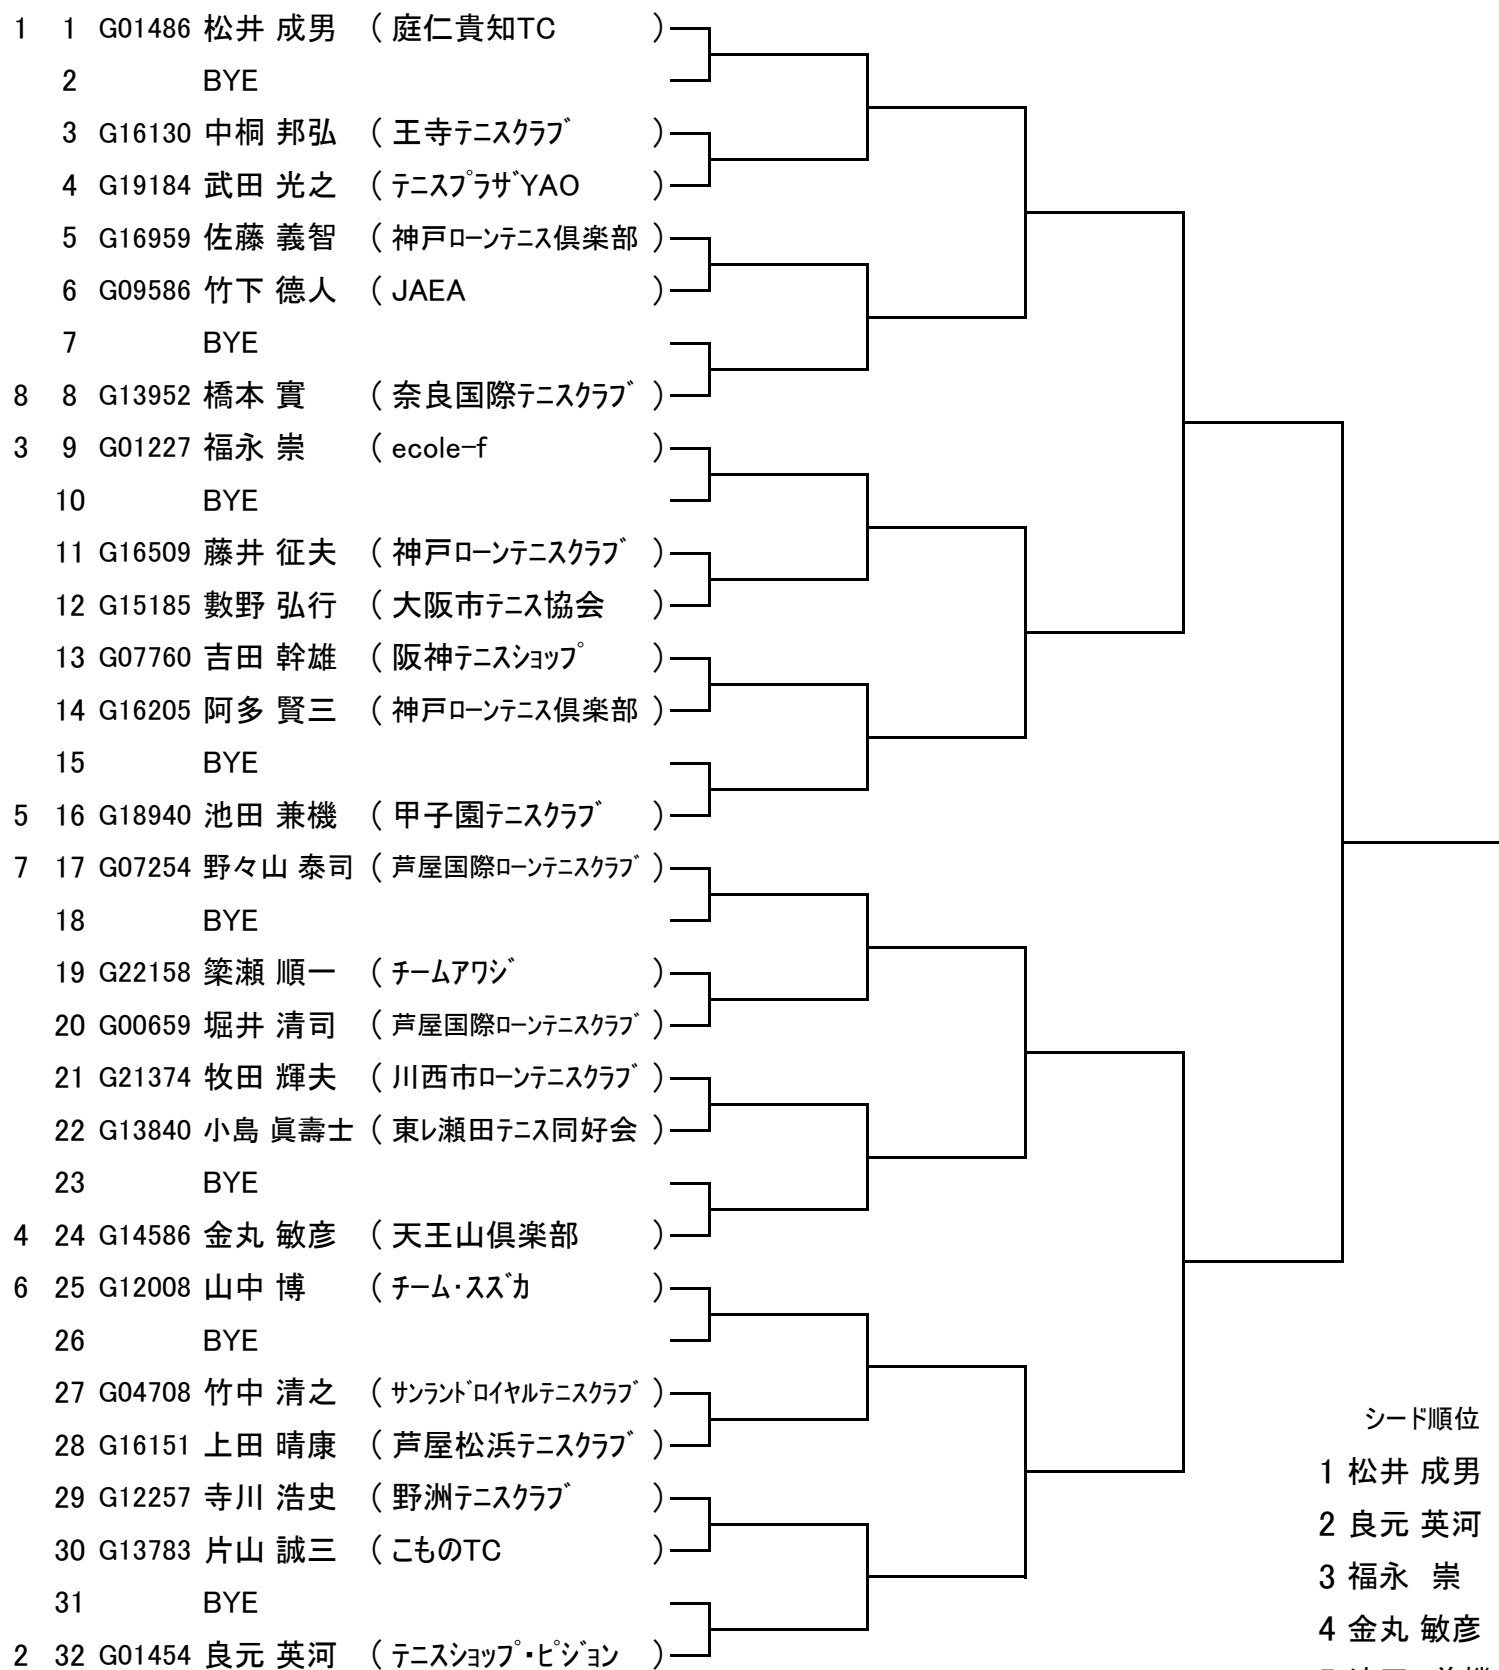 1 1 G01486 松井 成男 ( 庭仁貴知TC )
2 BYE
3 G16130 中桐 邦弘 ( 王寺ﾃﾆｽｸﾗﾌﾞ )
4 G19184 武田 光之 ( ﾃﾆｽﾌﾟﾗｻﾞYAO )
5 G16959 佐藤 義智 ( 神戸ﾛｰﾝﾃﾆｽ倶楽部 )
6 G09586 竹下 德人 ( JAEA )
7 BYE
8 8 G13952 橋本 實 ( 奈良国際ﾃﾆｽｸﾗﾌﾞ )
3 9 G01227 福永 崇 ( ecole-f )
10 BYE
11 G16509 藤井 征夫 ( 神戸ﾛｰﾝﾃﾆｽｸﾗﾌﾞ )
12 G15185 數野 弘行 ( 大阪市ﾃﾆｽ協会 )
13 G07760 吉田 幹雄 ( 阪神ﾃﾆｽｼｮｯﾌﾟ )
14 G16205 阿多 賢三 ( 神戸ﾛｰﾝﾃﾆｽ倶楽部 )
15 BYE
5 16 G18940 池田 兼機 ( 甲子園ﾃﾆｽｸﾗﾌﾞ )
7 17 G07254 野々山 泰司 ( 芦屋国際ﾛｰﾝﾃﾆｽｸﾗﾌﾞ )
18 BYE
19 G22158 簗瀬 順一 ( ﾁｰﾑｱﾜｼﾞ )
20 G00659 堀井 清司 ( 芦屋国際ﾛｰﾝﾃﾆｽｸﾗﾌﾞ )
21 G21374 牧田 輝夫 ( 川西市ﾛｰﾝﾃﾆｽｸﾗﾌﾞ )
22 G13840 小島 眞壽士 ( 東ﾚ瀬田ﾃﾆｽ同好会 )
23 BYE
4 24 G14586 金丸 敏彦 ( 天王山倶楽部 )
6 25 G12008 山中 博 ( ﾁｰﾑ･ｽｽﾞｶ )
26 BYE
27 G04708 竹中 清之 ( ｻﾝﾗﾝﾄﾞﾛｲﾔﾙﾃﾆｽｸﾗﾌﾞ )
28 G16151 上田 晴康 ( 芦屋松浜ﾃﾆｽｸﾗﾌﾞ )
29 G12257 寺川 浩史 ( 野洲ﾃﾆｽｸﾗﾌﾞ )
30 G13783 片山 誠三 ( こものTC )
31 BYE
2 32 G01454 良元 英河 ( ﾃﾆｽｼｮｯﾌﾟ･ﾋﾟｼﾞｮﾝ )
シード順位
1 松井 成男
2 良元 英河
3 福永 崇
4 金丸 敏彦